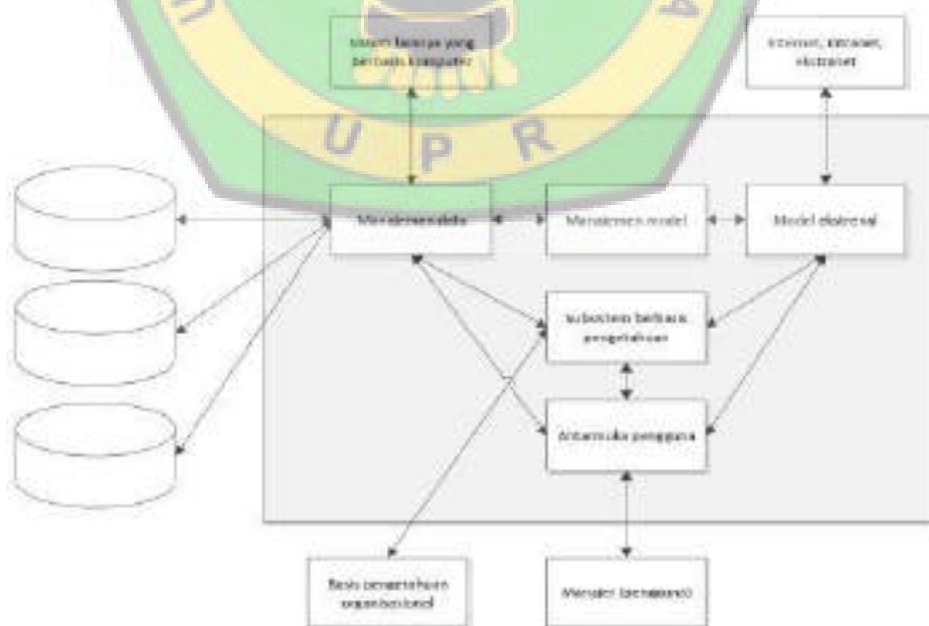 U
A
U P R
Sistem lainnya yang
berbasis komputer
Internet, intranet,
ekstranet
Manajemen data
Manajemen model
Model eksternal
Subsistem berbasis
pengetahuan
Antarmuka pengguna
Basis pengetahuan
organisasional
Manajer (pengguna)